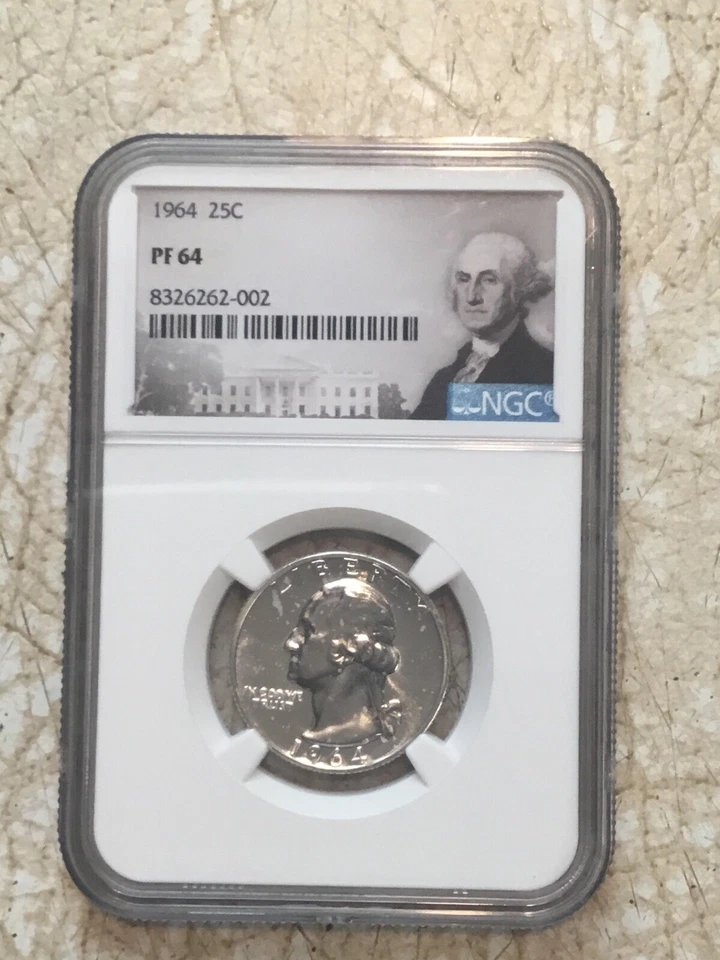 1964 25C
PF 64
8326262-002
NGC®
LIBERTY
IN GOD WE
TRUST
1964